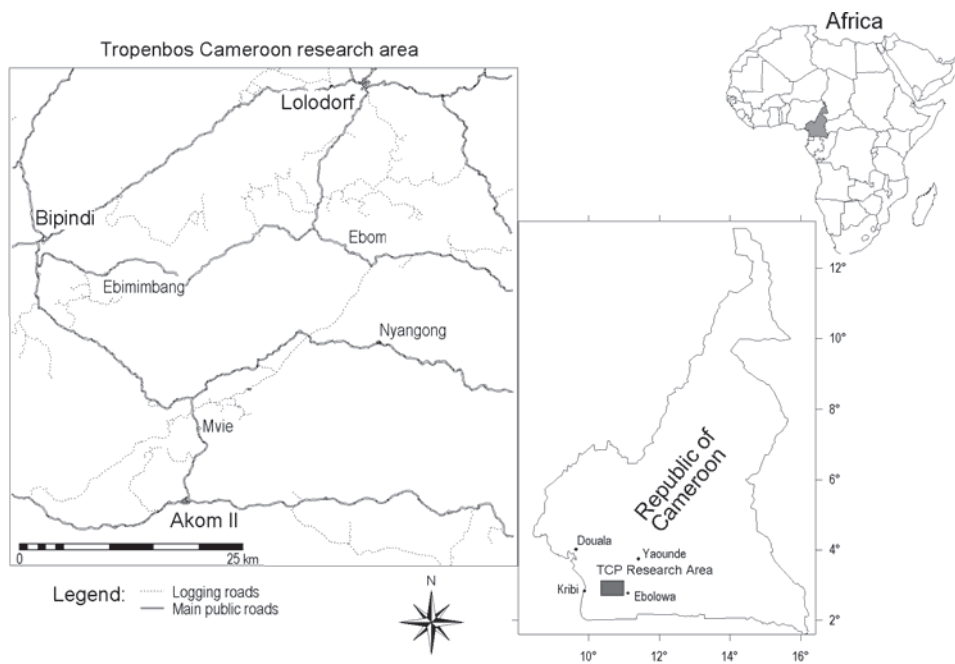 Africa
Tropenbos Cameroon research area
Lolodorf
Bipindi
Ebom
Ebimimbang
Nyangong
Mvie
Akom II
0
25 km
Legend:
Logging roads
Main public roads
N
12°
10°
8°
6°
4°
2°
Republic of
Cameroon
Douala
Yaounde
TCP Research Area
Kribi
Ebolowa
10°
12°
14°
16°